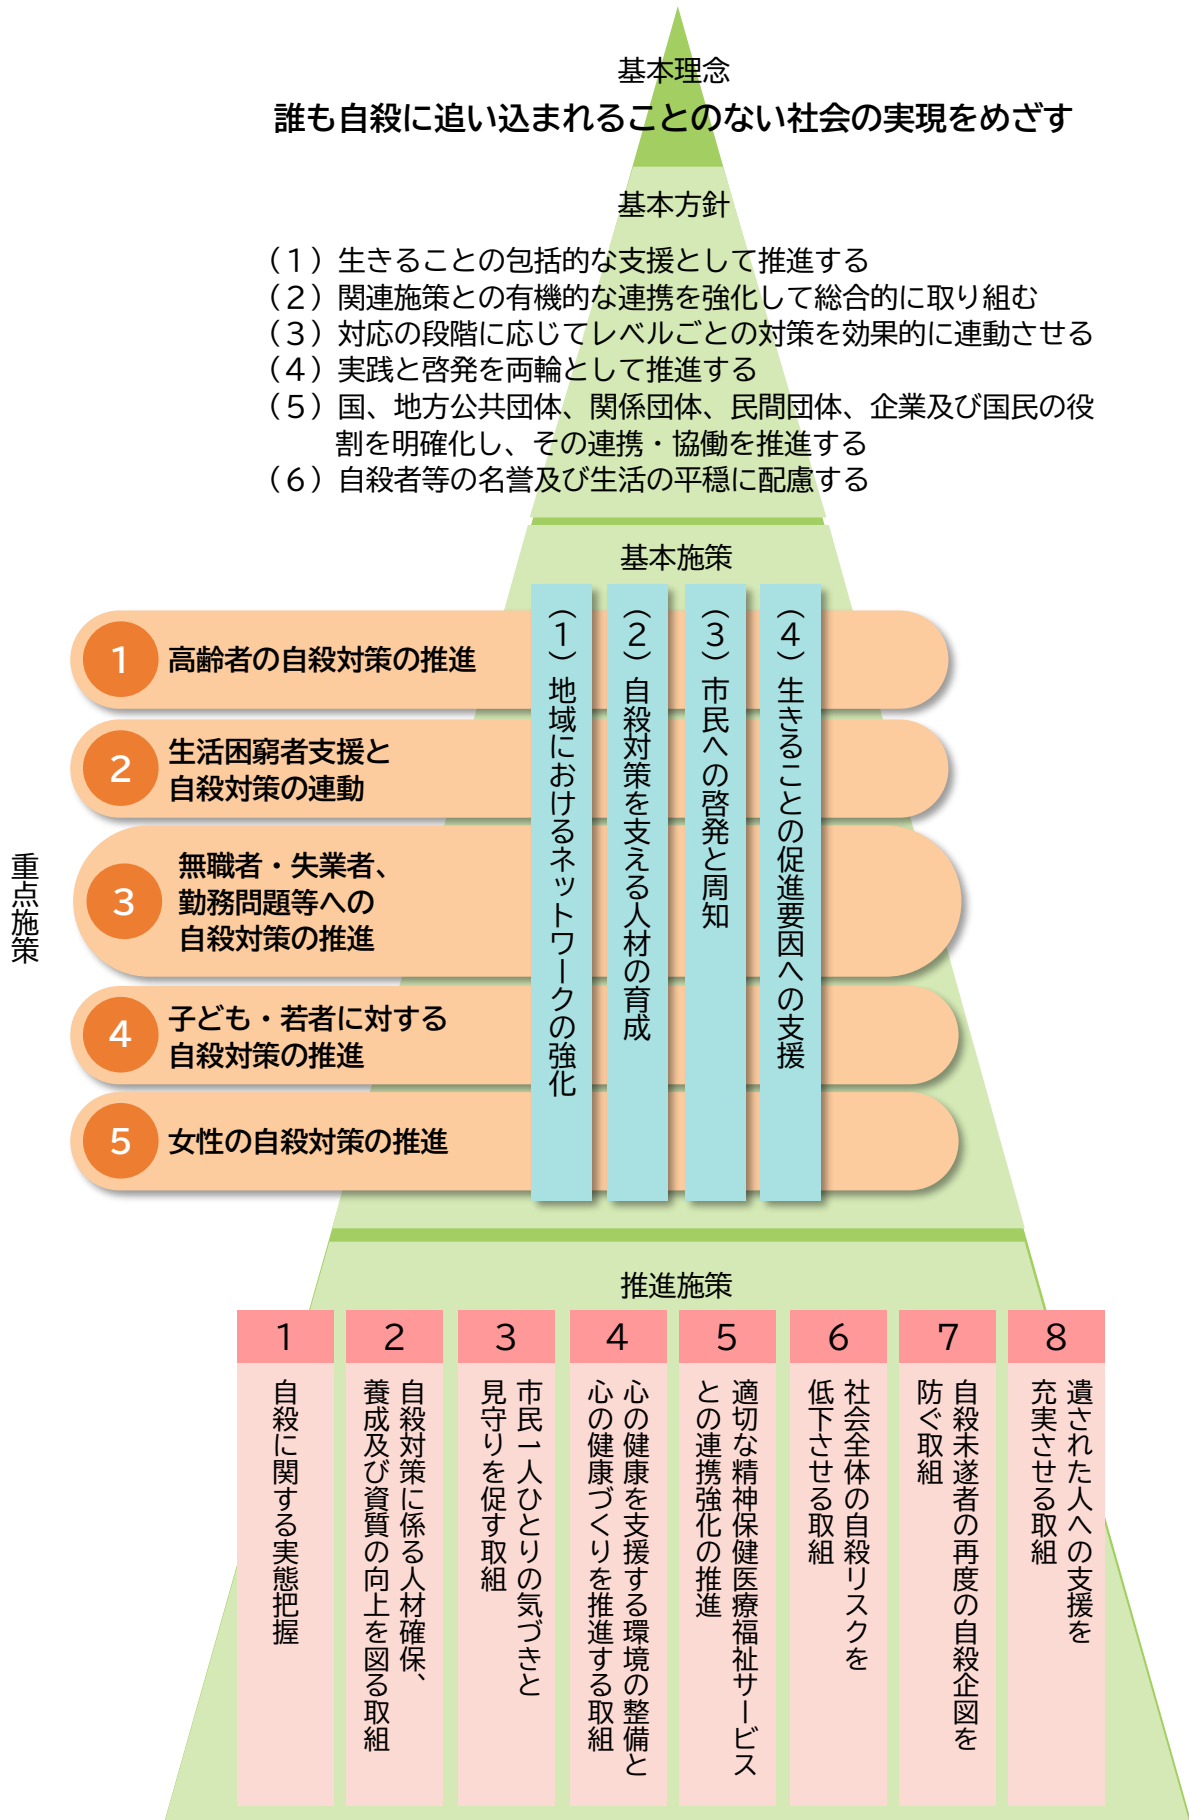 基本理念
誰も自殺に追い込まれることのない社会の実現をめざす
基本方針
（１）生きることの包括的な支援として推進する
（２）関連施策との有機的な連携を強化して総合的に取り組む
（３）対応の段階に応じてレベルごとの対策を効果的に連動させる
（４）実践と啓発を両輪として推進する
（５）国、地方公共団体、関係団体、民間団体、企業及び国民の役
割を明確化し、その連携・協働を推進する
（６）自殺者等の名誉及び生活の平穏に配慮する
基本施策
（１）地域におけるネットワークの強化
（２）自殺対策を支える人材の育成
（３）市民への啓発と周知
（４）生きることの促進要因への支援
重点施策
1
高齢者の自殺対策の推進
2
生活困窮者支援と
自殺対策の連動
3
無職者・失業者、
勤務問題等への
自殺対策の推進
4
子ども・若者に対する
自殺対策の推進
5
女性の自殺対策の推進
推進施策
1
自殺に関する実態把握
2
自殺対策に係る人材確保、
養成及び資質の向上を図る取組
3
市民一人ひとりの気づきと
見守りを促す取組
4
心の健康を支援する環境の整備と
心の健康づくりを推進する取組
5
適切な精神保健医療福祉サービス
との連携強化の推進
6
社会全体の自殺リスクを
低下させる取組
7
自殺未遂者の再度の自殺企図を
防ぐ取組
8
遺された人への支援を
充実させる取組